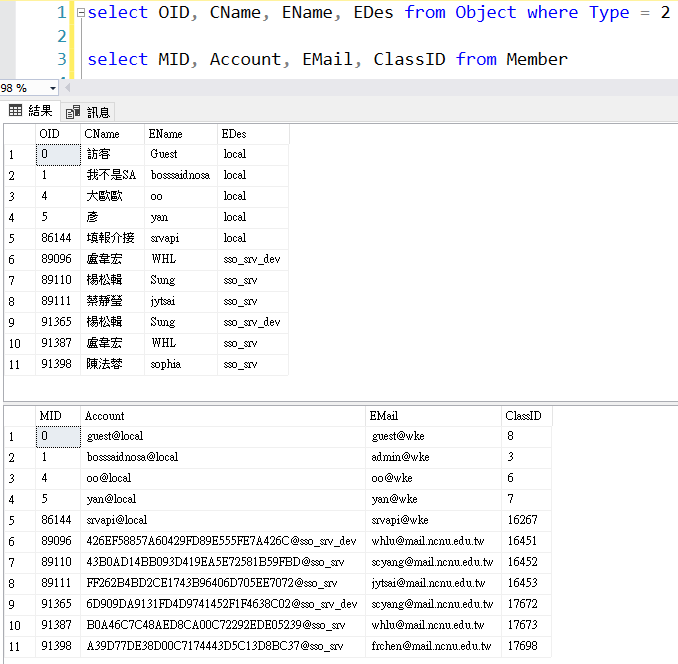 1 select OID, CName, EName, EDes from Object where Type = 2
2
3 select MID, Account, EMail, ClassID from Member
98 %
結果 訊息
OID CName EName EDes
1 0 訪客 Guest local
2 1 我不是SA bosssaidnosa local
3 4 大歐歐 oo local
4 5 彥 yan local
5 86144 填報介接 srvapi local
6 89096 盧韋宏 WHL sso_srv_dev
7 89110 楊松輯 Sung sso_srv
8 89111 蔡靜瑩 jytsai sso_srv
9 91365 楊松輯 Sung sso_srv_dev
10 91387 盧韋宏 WHL sso_srv
11 91398 陳法蓉 sophia sso_srv
MID Account EMail ClassID
1 0 guest@local guest@wke 8
2 1 bosssaidnosa@local admin@wke 3
3 4 oo@local oo@wke 6
4 5 yan@local yan@wke 7
5 86144 srvapi@local srvapi@wke 16267
6 89096 426EF58857A60429FD89E555FE7A426C@sso_srv_dev whlu@mail.ncnu.edu.tw 16451
7 89110 43B0AD14BB093D419EA5E72581B59FBD@sso_srv scyang@mail.ncnu.edu.tw 16452
8 89111 FF262B4BD2CE1743B96406D705EE7072@sso_srv jytsai@mail.ncnu.edu.tw 16453
9 91365 6D909DA9131FD4D9741452F1F4638C02@sso_srv_dev scyang@mail.ncnu.edu.tw 17672
10 91387 B0A46C7C48AED8CA00C72292EDE05239@sso_srv whlu@mail.ncnu.edu.tw 17673
11 91398 A39D77DE38D00C7174443D5C13D8BC37@sso_srv frchen@mail.ncnu.edu.tw 17698